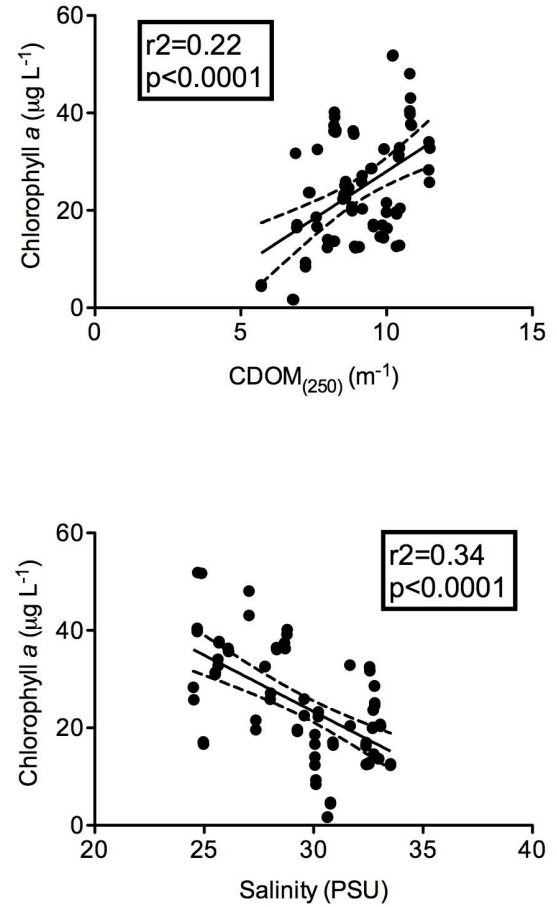 60
r2=0.22
p<0.0001
40
20
0
Chlorophyll a (μg L-1)
0 5 10 15
CDOM(250) (m-1)
60
r2=0.34
p<0.0001
40
20
0
Chlorophyll a (μg L-1)
20 25 30 35 40
Salinity (PSU)